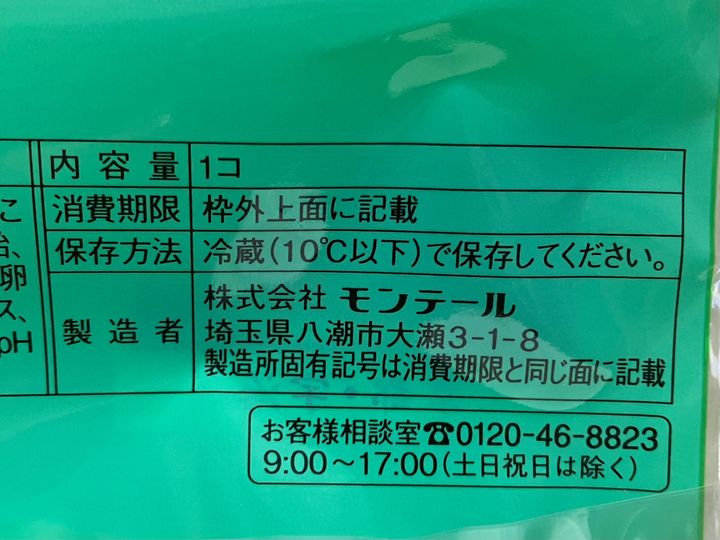 内容量 1コ
こ
消費期限 枠外上面に記載
台、
保存方法 冷蔵(10℃以下)で保存してください。
卵
ス、
pH
製造者 株式会社 モンテール
埼玉県八潮市大瀬3-1-8
製造所固有記号は消費期限と同じ面に記載
お客様相談室☎0120-46-8823
9:00～17:00(土日祝日は除く)